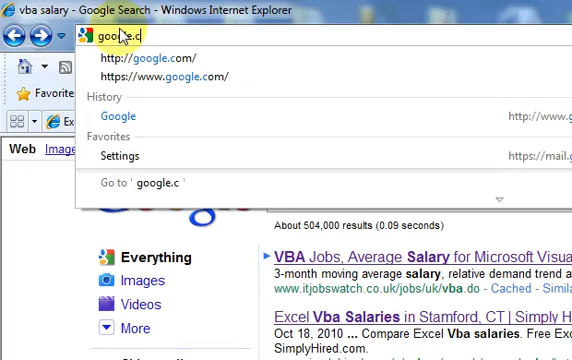 vba salary - Google Search - Windows Internet Explorer
google.c
http://google.com/
https://www.google.com/
History
Google http://www.g
Favorites
Settings https://mail.g
Go to ' google.c '
Favorite
Ex
Web Image
About 504,000 results (0.09 seconds)
Everything
Images
Videos
More
VBA Jobs, Average Salary for Microsoft Visua
3-month moving average salary, relative demand trend a
www.itjobswatch.co.uk/jobs/uk/vba.do - Cached - Simila
Excel Vba Salaries in Stamford, CT | Simply H
Oct 18, 2010 ... Compare Excel Vba salaries. Free Exc
SimplyHired.com.